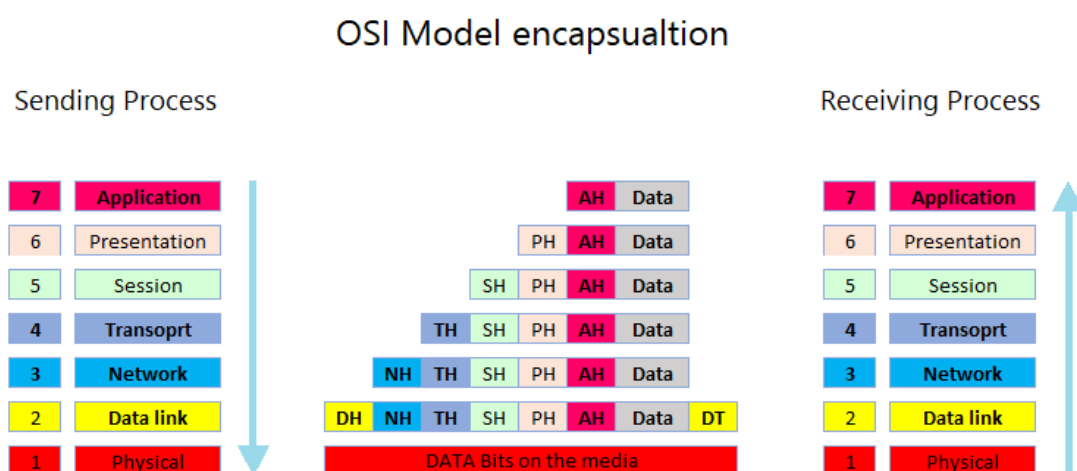 OSI Model encapsualtion
Sending Process
Receiving Process
7 Application AH Data 7 Application
6 Presentation PH AH Data 6 Presentation
5 Session SH PH AH Data 5 Session
4 Transoprt TH SH PH AH Data 4 Transoprt
3 Network NH TH SH PH AH Data 3 Network
2 Data link DH NH TH SH PH AH Data DT 2 Data link
1 Physical DATA Bits on the media 1 Physical